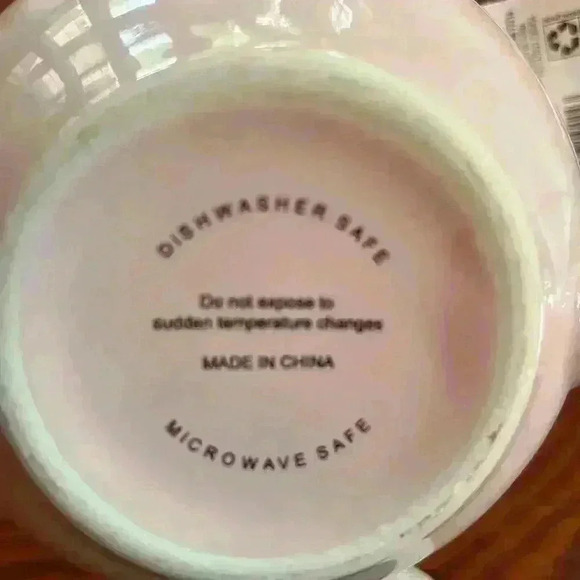 DISHWASHER SAFE
Do not expose to
sudden temperature changes
MADE IN CHINA
MICROWAVE SAFE